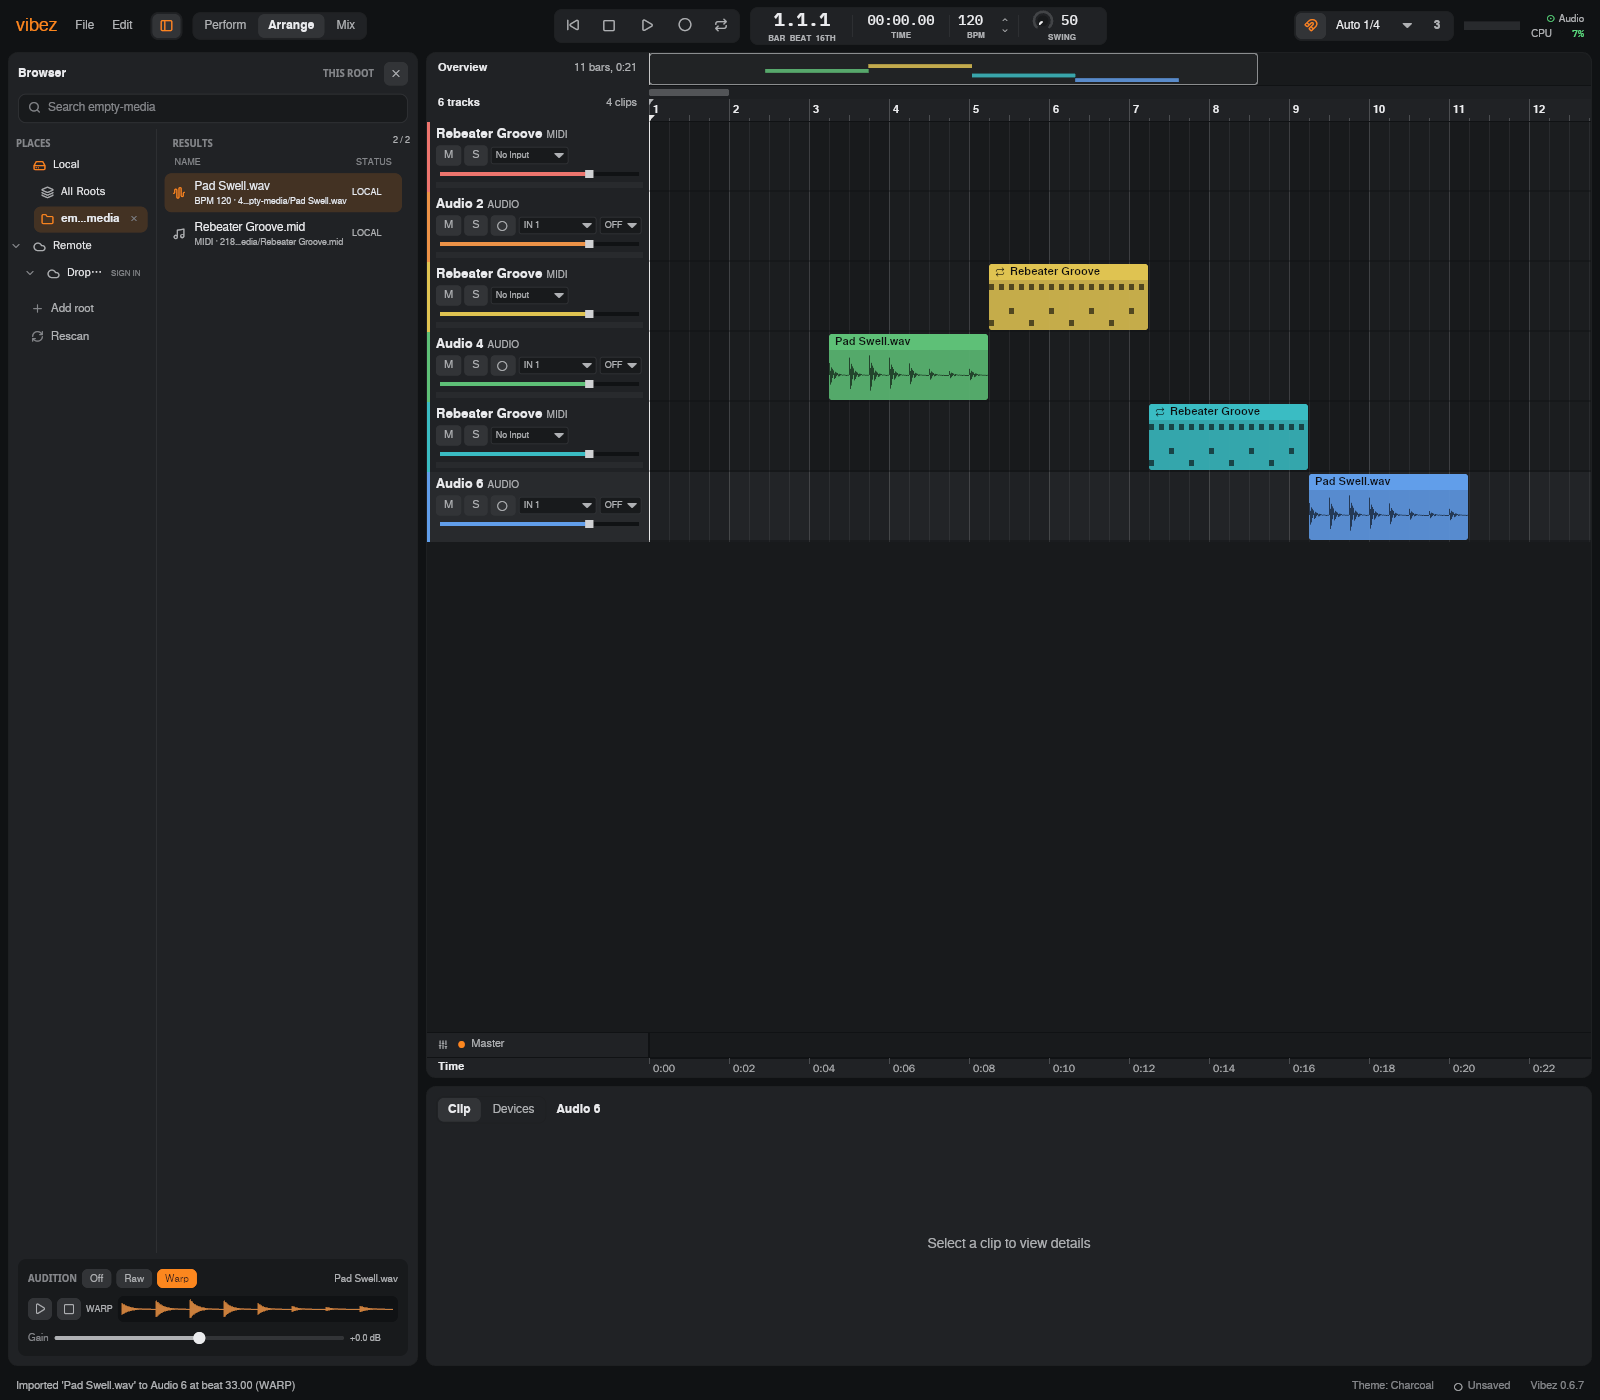 vibez File Edit Perform Arrange Mix
1.1.1 00:00.00 120 50
BAR BEAT 16TH TIME BPM SWING
Auto 1/4 3 Audio
CPU 7%
Browser THIS ROOT
Search empty-media
PLACES
Local
All Roots
em...media
Remote
Drop··· SIGN IN
Add root
Rescan
RESULTS 2/2
NAME STATUS
Pad Swell.wav LOCAL
BPM 120 · 4...pty-media/Pad Swell.wav
Rebeater Groove.mid LOCAL
MIDI · 218...edia/Rebeater Groove.mid
AUDITION Off Raw Warp Pad Swell.wav
WARP
Gain +0.0 dB
Overview 11 bars, 0:21
6 tracks 4 clips
1 2 3 4 5 6 7 8 9 10 11 12
Rebeater Groove MIDI
M S No Input
Audio 2 AUDIO
M S IN 1 OFF
Rebeater Groove MIDI
M S No Input
Rebeater Groove
Audio 4 AUDIO
M S IN 1 OFF
Pad Swell.wav
Rebeater Groove MIDI
M S No Input
Rebeater Groove
Audio 6 AUDIO
M S IN 1 OFF
Pad Swell.wav
Master
Time 0:00 0:02 0:04 0:06 0:08 0:10 0:12 0:14 0:16 0:18 0:20 0:22
Clip Devices Audio 6
Select a clip to view details
Imported 'Pad Swell.wav' to Audio 6 at beat 33.00 (WARP)
Theme: Charcoal Unsaved Vibez 0.6.7